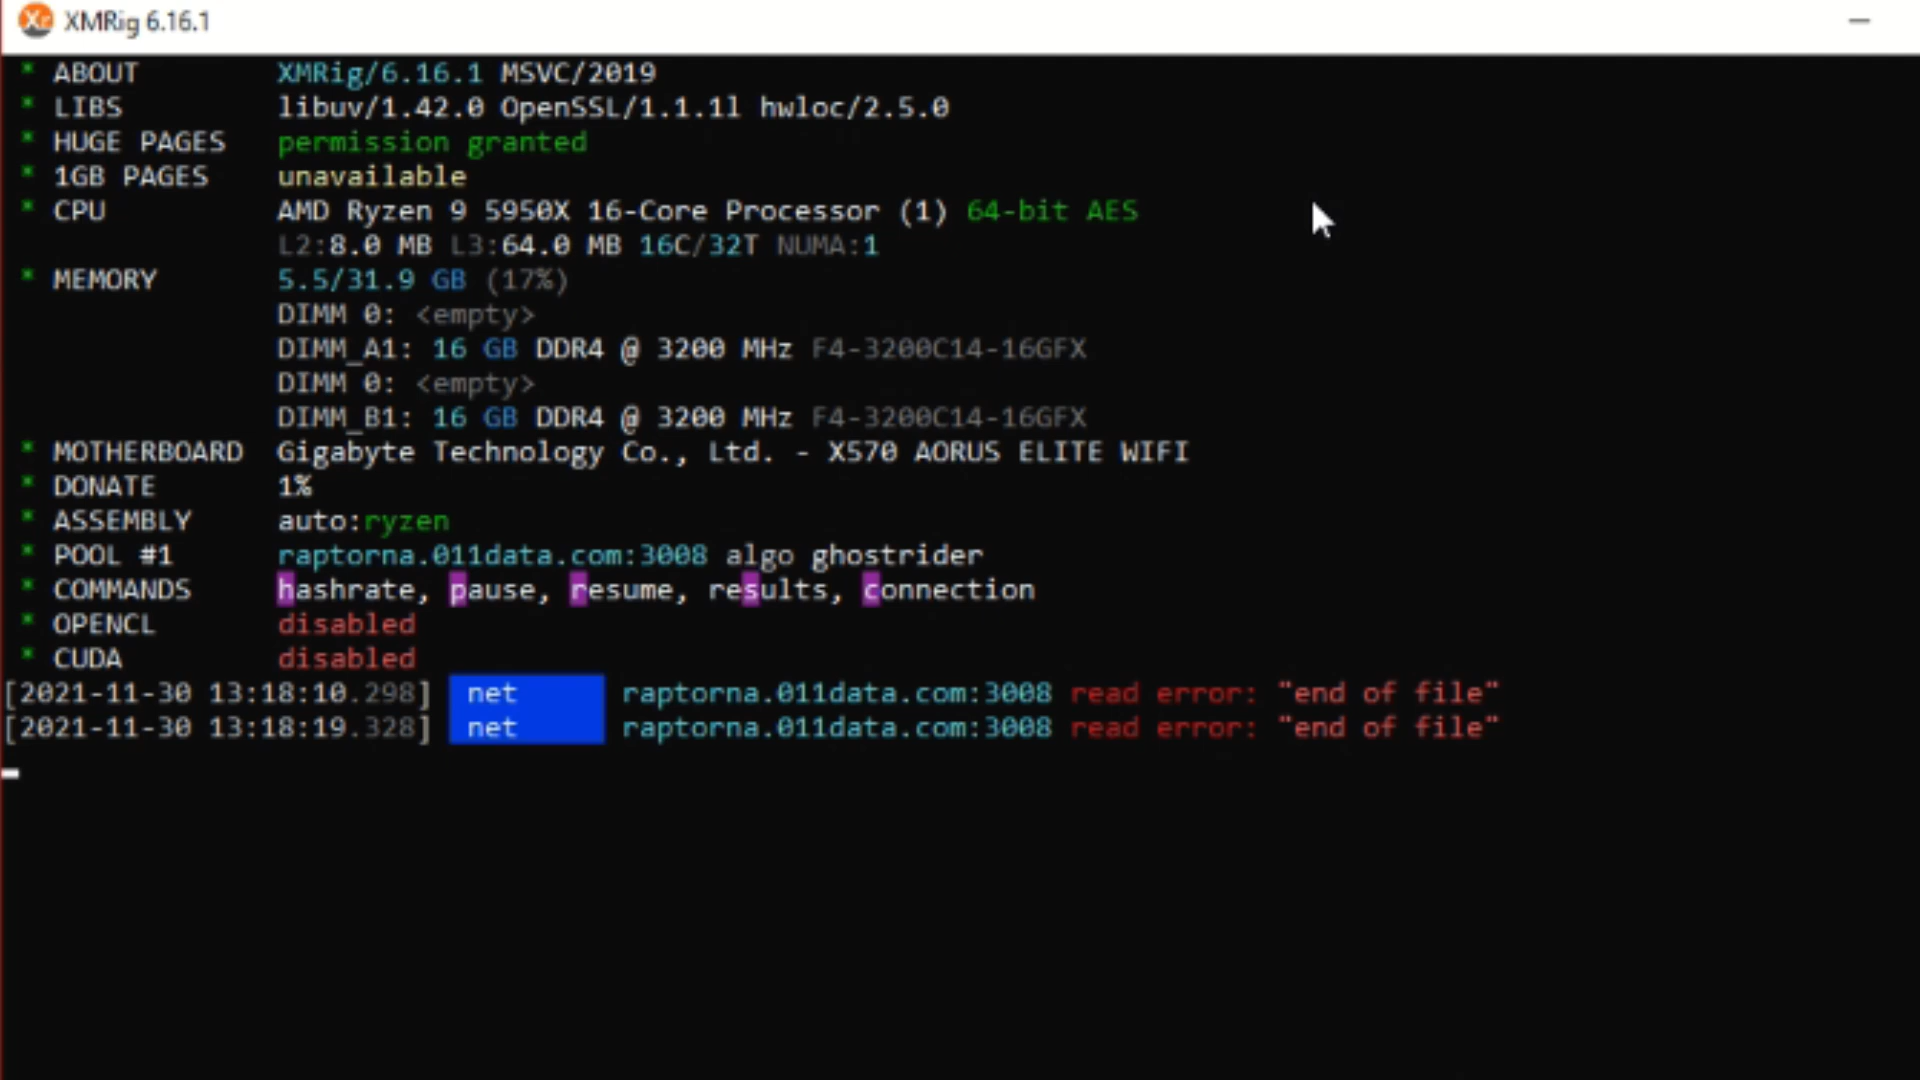 XMRig 6.16.1
* ABOUT XMRig/6.16.1 MSVC/2019
* LIBS libuv/1.42.0 OpenSSL/1.1.1l hwloc/2.5.0
* HUGE PAGES permission granted
* 1GB PAGES unavailable
* CPU AMD Ryzen 9 5950X 16-Core Processor (1) 64-bit AES
L2:8.0 MB L3:64.0 MB 16C/32T NUMA:1
* MEMORY 5.5/31.9 GB (17%)
DIMM 0: <empty>
DIMM_A1: 16 GB DDR4 @ 3200 MHz F4-3200C14-16GFX
DIMM 0: <empty>
DIMM_B1: 16 GB DDR4 @ 3200 MHz F4-3200C14-16GFX
* MOTHERBOARD Gigabyte Technology Co., Ltd. - X570 AORUS ELITE WIFI
* DONATE 1%
* ASSEMBLY auto:ryzen
* POOL #1 raptorna.011data.com:3008 algo ghostrider
* COMMANDS hashrate, pause, resume, results, connection
* OPENCL disabled
* CUDA disabled
[2021-11-30 13:18:10.298] net raptorna.011data.com:3008 read error: "end of file"
[2021-11-30 13:18:19.328] net raptorna.011data.com:3008 read error: "end of file"